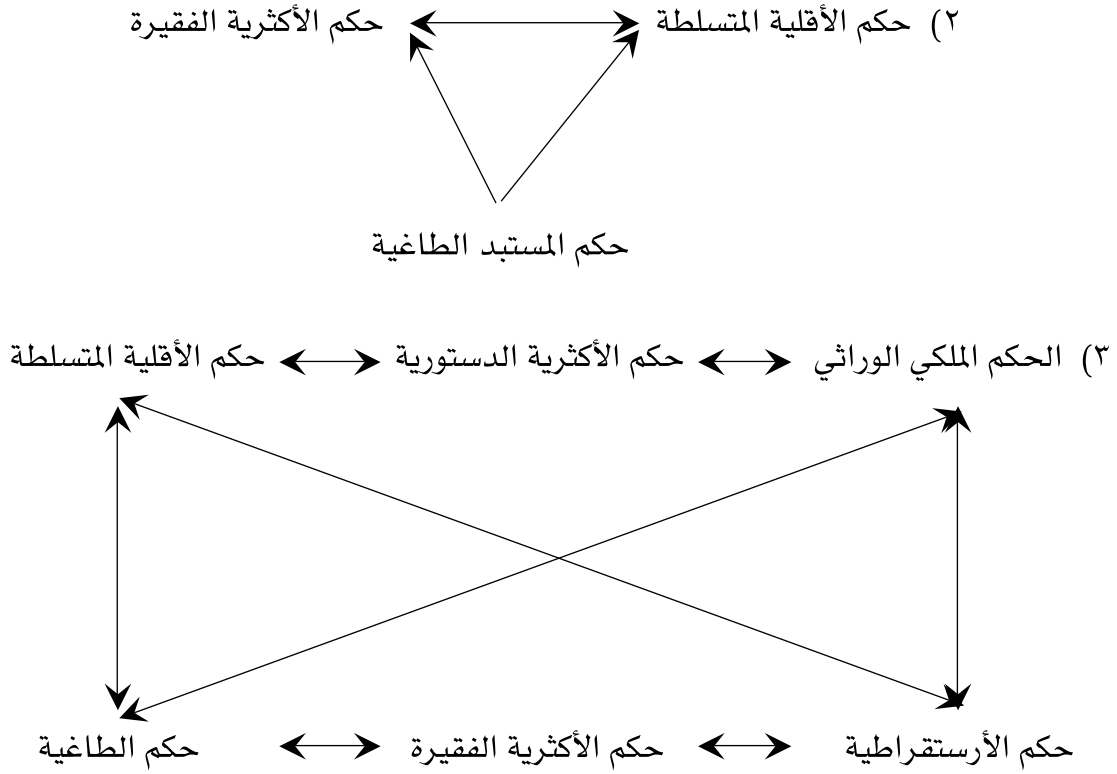 ٢) حكم الأقلية المتسلطة حكم الأكثرية الفقيرة
حكم المستبد الطاغية
٣) الحكم الملكي الوراثي حكم الأكثرية الدستورية حكم الأقلية المتسلطة
حكم الأرستقراطية حكم الأكثرية الفقيرة حكم الطاغية